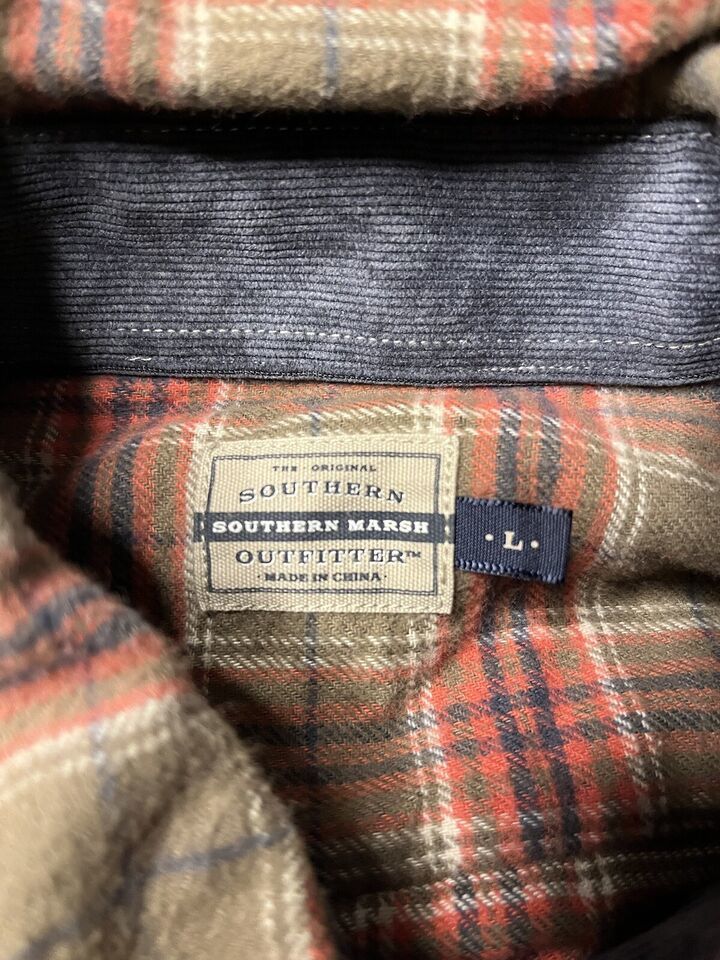 THE ORIGINAL
SOUTHERN
SOUTHERN MARSH
OUTFITTER™
·MADE IN CHINA·
·L·